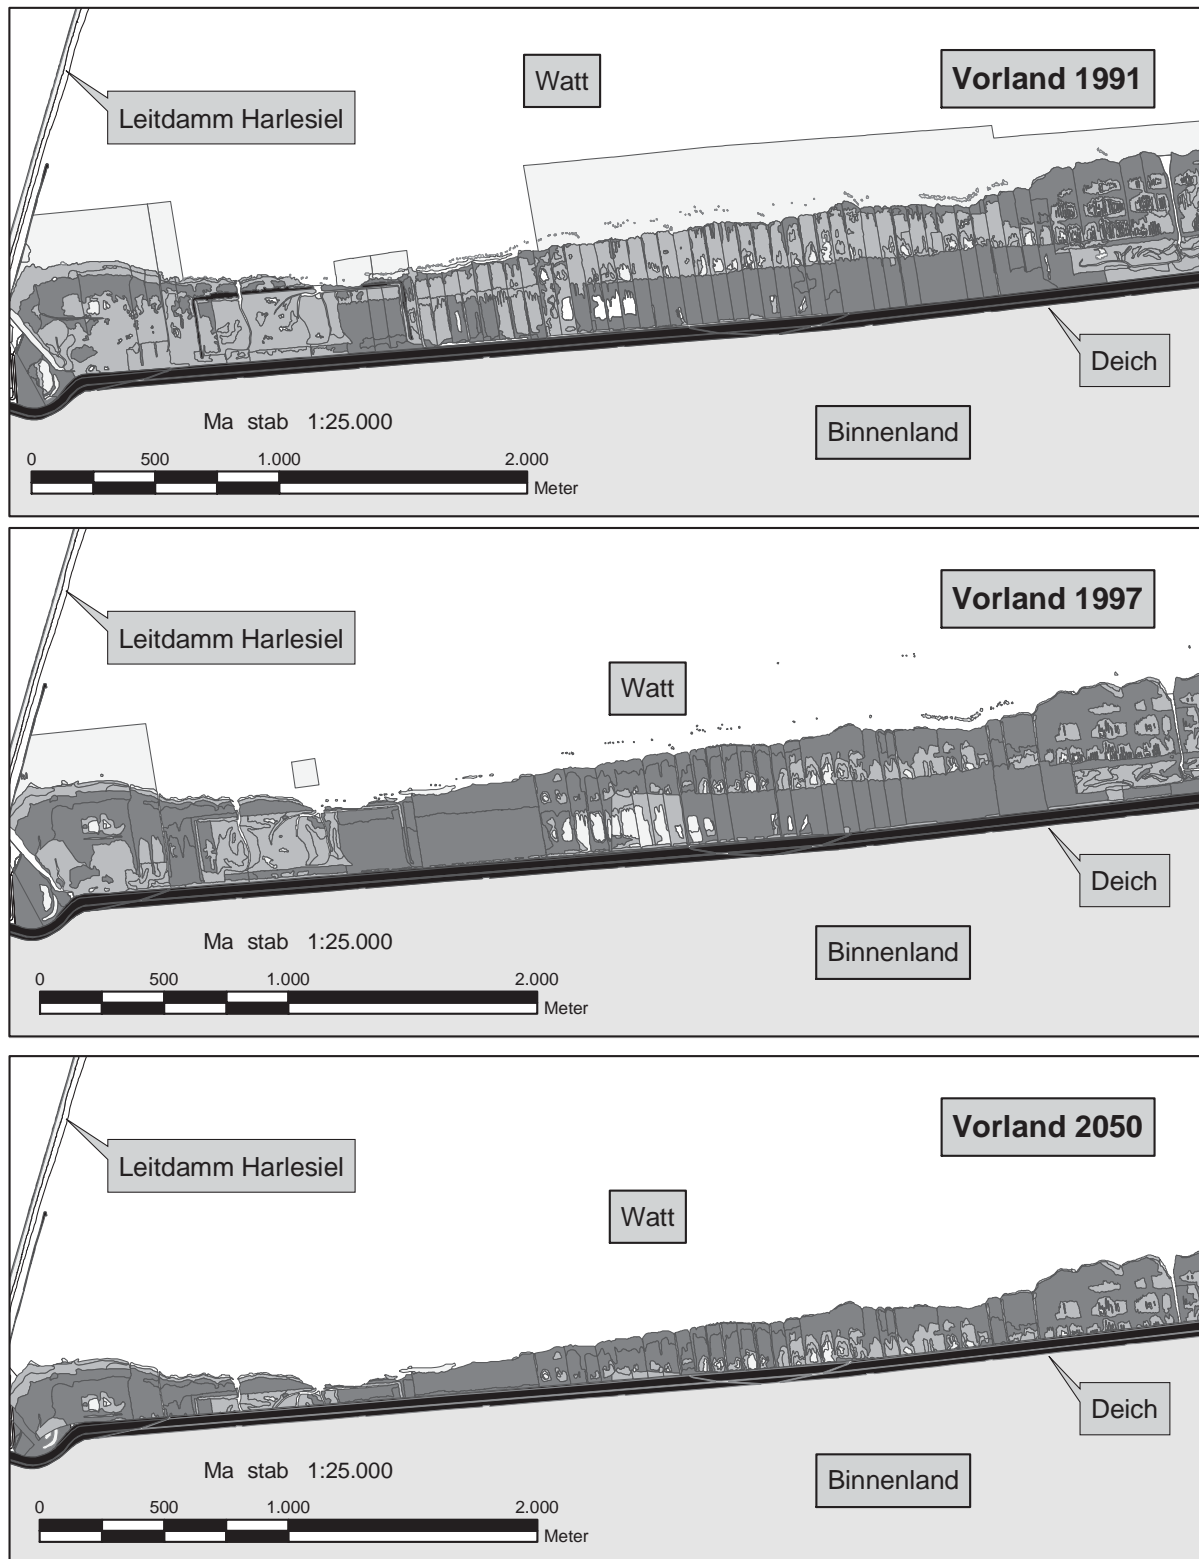 Watt
Vorland 1991
Leitdamm Harlesiel
Deich
Ma stab 1:25.000
Binnenland
0 500 1.000 2.000
Meter
Vorland 1997
Leitdamm Harlesiel
Watt
Deich
Ma stab 1:25.000
Binnenland
0 500 1.000 2.000
Meter
Vorland 2050
Leitdamm Harlesiel
Watt
Deich
Ma stab 1:25.000
Binnenland
0 500 1.000 2.000
Meter